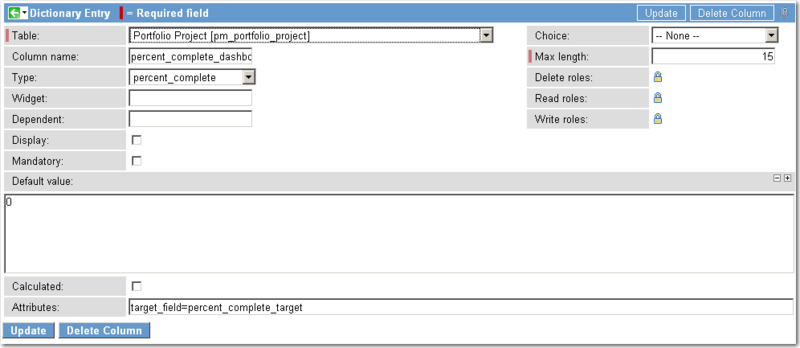 Dictionary Entry = Required field Update Delete Column
Table: Portfolio Project [pm_portfolio_project] Choice: -- None --
Column name: percent_complete_dashbo Max length: 15
Type: percent_complete Delete roles:
Widget: Read roles:
Dependent: Write roles:
Display:
Mandatory:
Default value:
0
Calculated:
Attributes: target_field=percent_complete_target
Update Delete Column